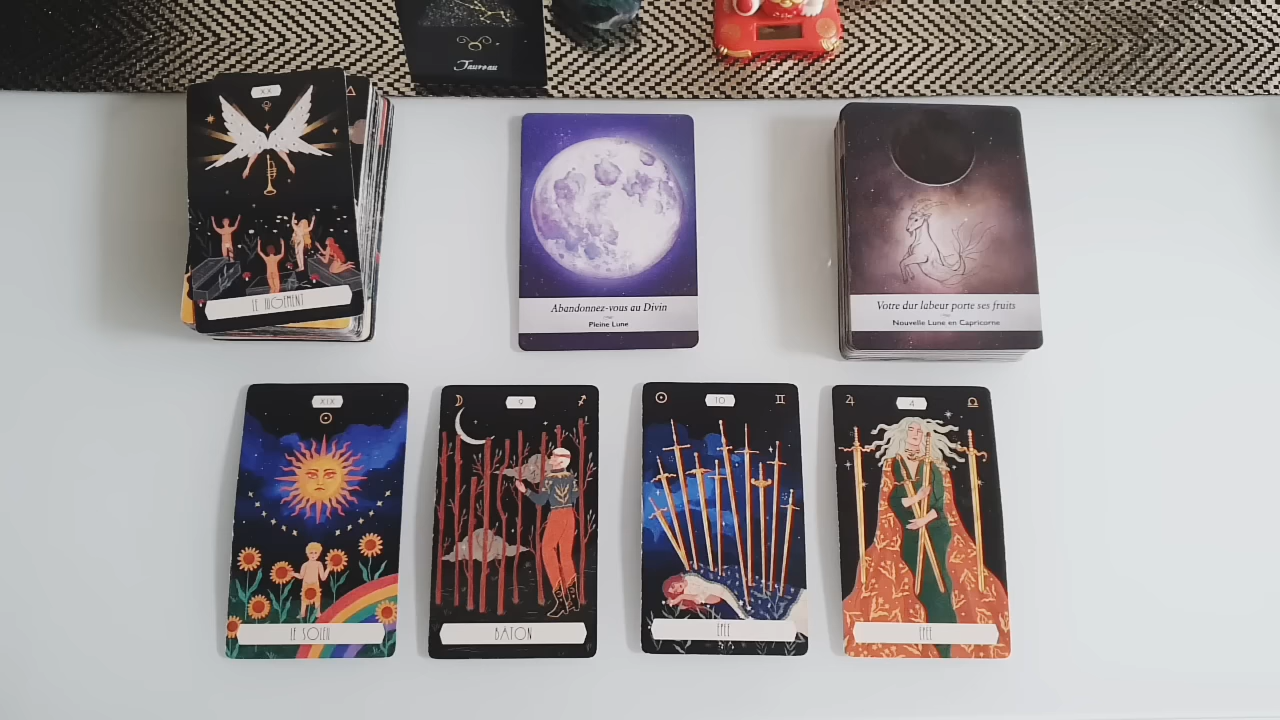 Taureau
XX
LE JUGEMENT
Abandonnez-vous au Divin
Pleine Lune
Votre dur labeur porte ses fruits
Nouvelle Lune en Capricorne
XIX
LE SOLEIL
9
BÂTON
10
ÉPÉE
4
ÉPÉE